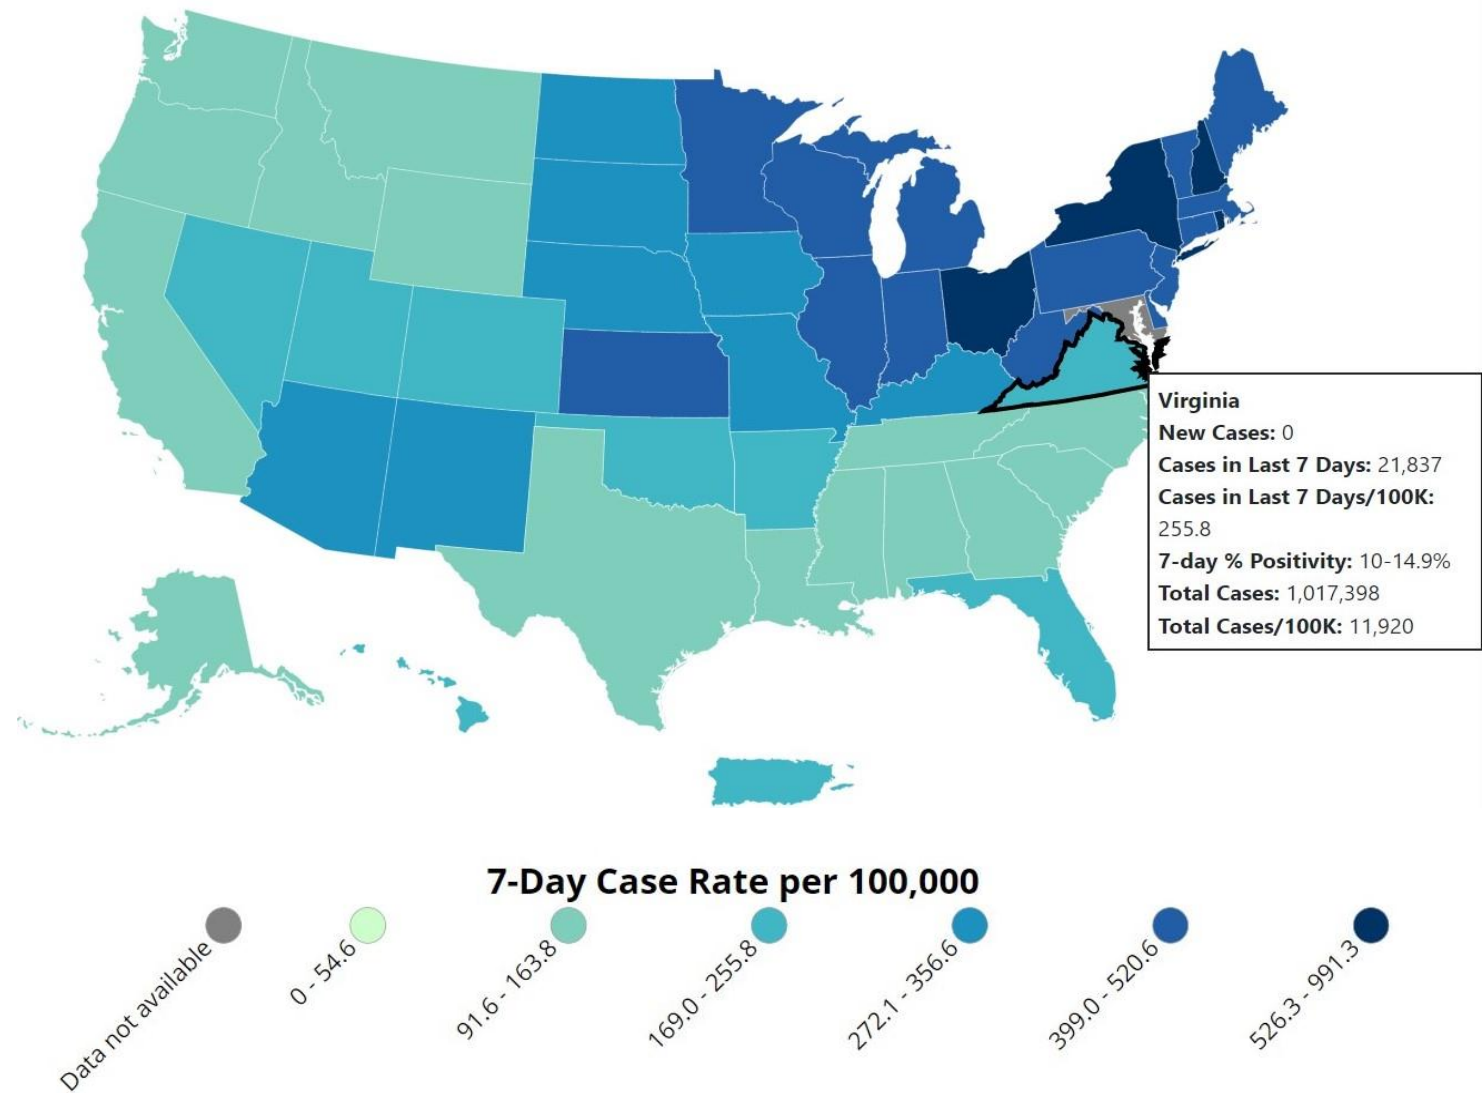 Virginia
New Cases: 0
Cases in Last 7 Days: 21,837
Cases in Last 7 Days/100K:
255.8
7-day % Positivity: 10-14.9%
Total Cases: 1,017,398
Total Cases/100K: 11,920
7-Day Case Rate per 100,000
Data not available
0 - 54.6
91.6 - 163.8
169.0 - 255.8
272.1 - 356.6
399.0 - 520.6
526.3 - 991.3